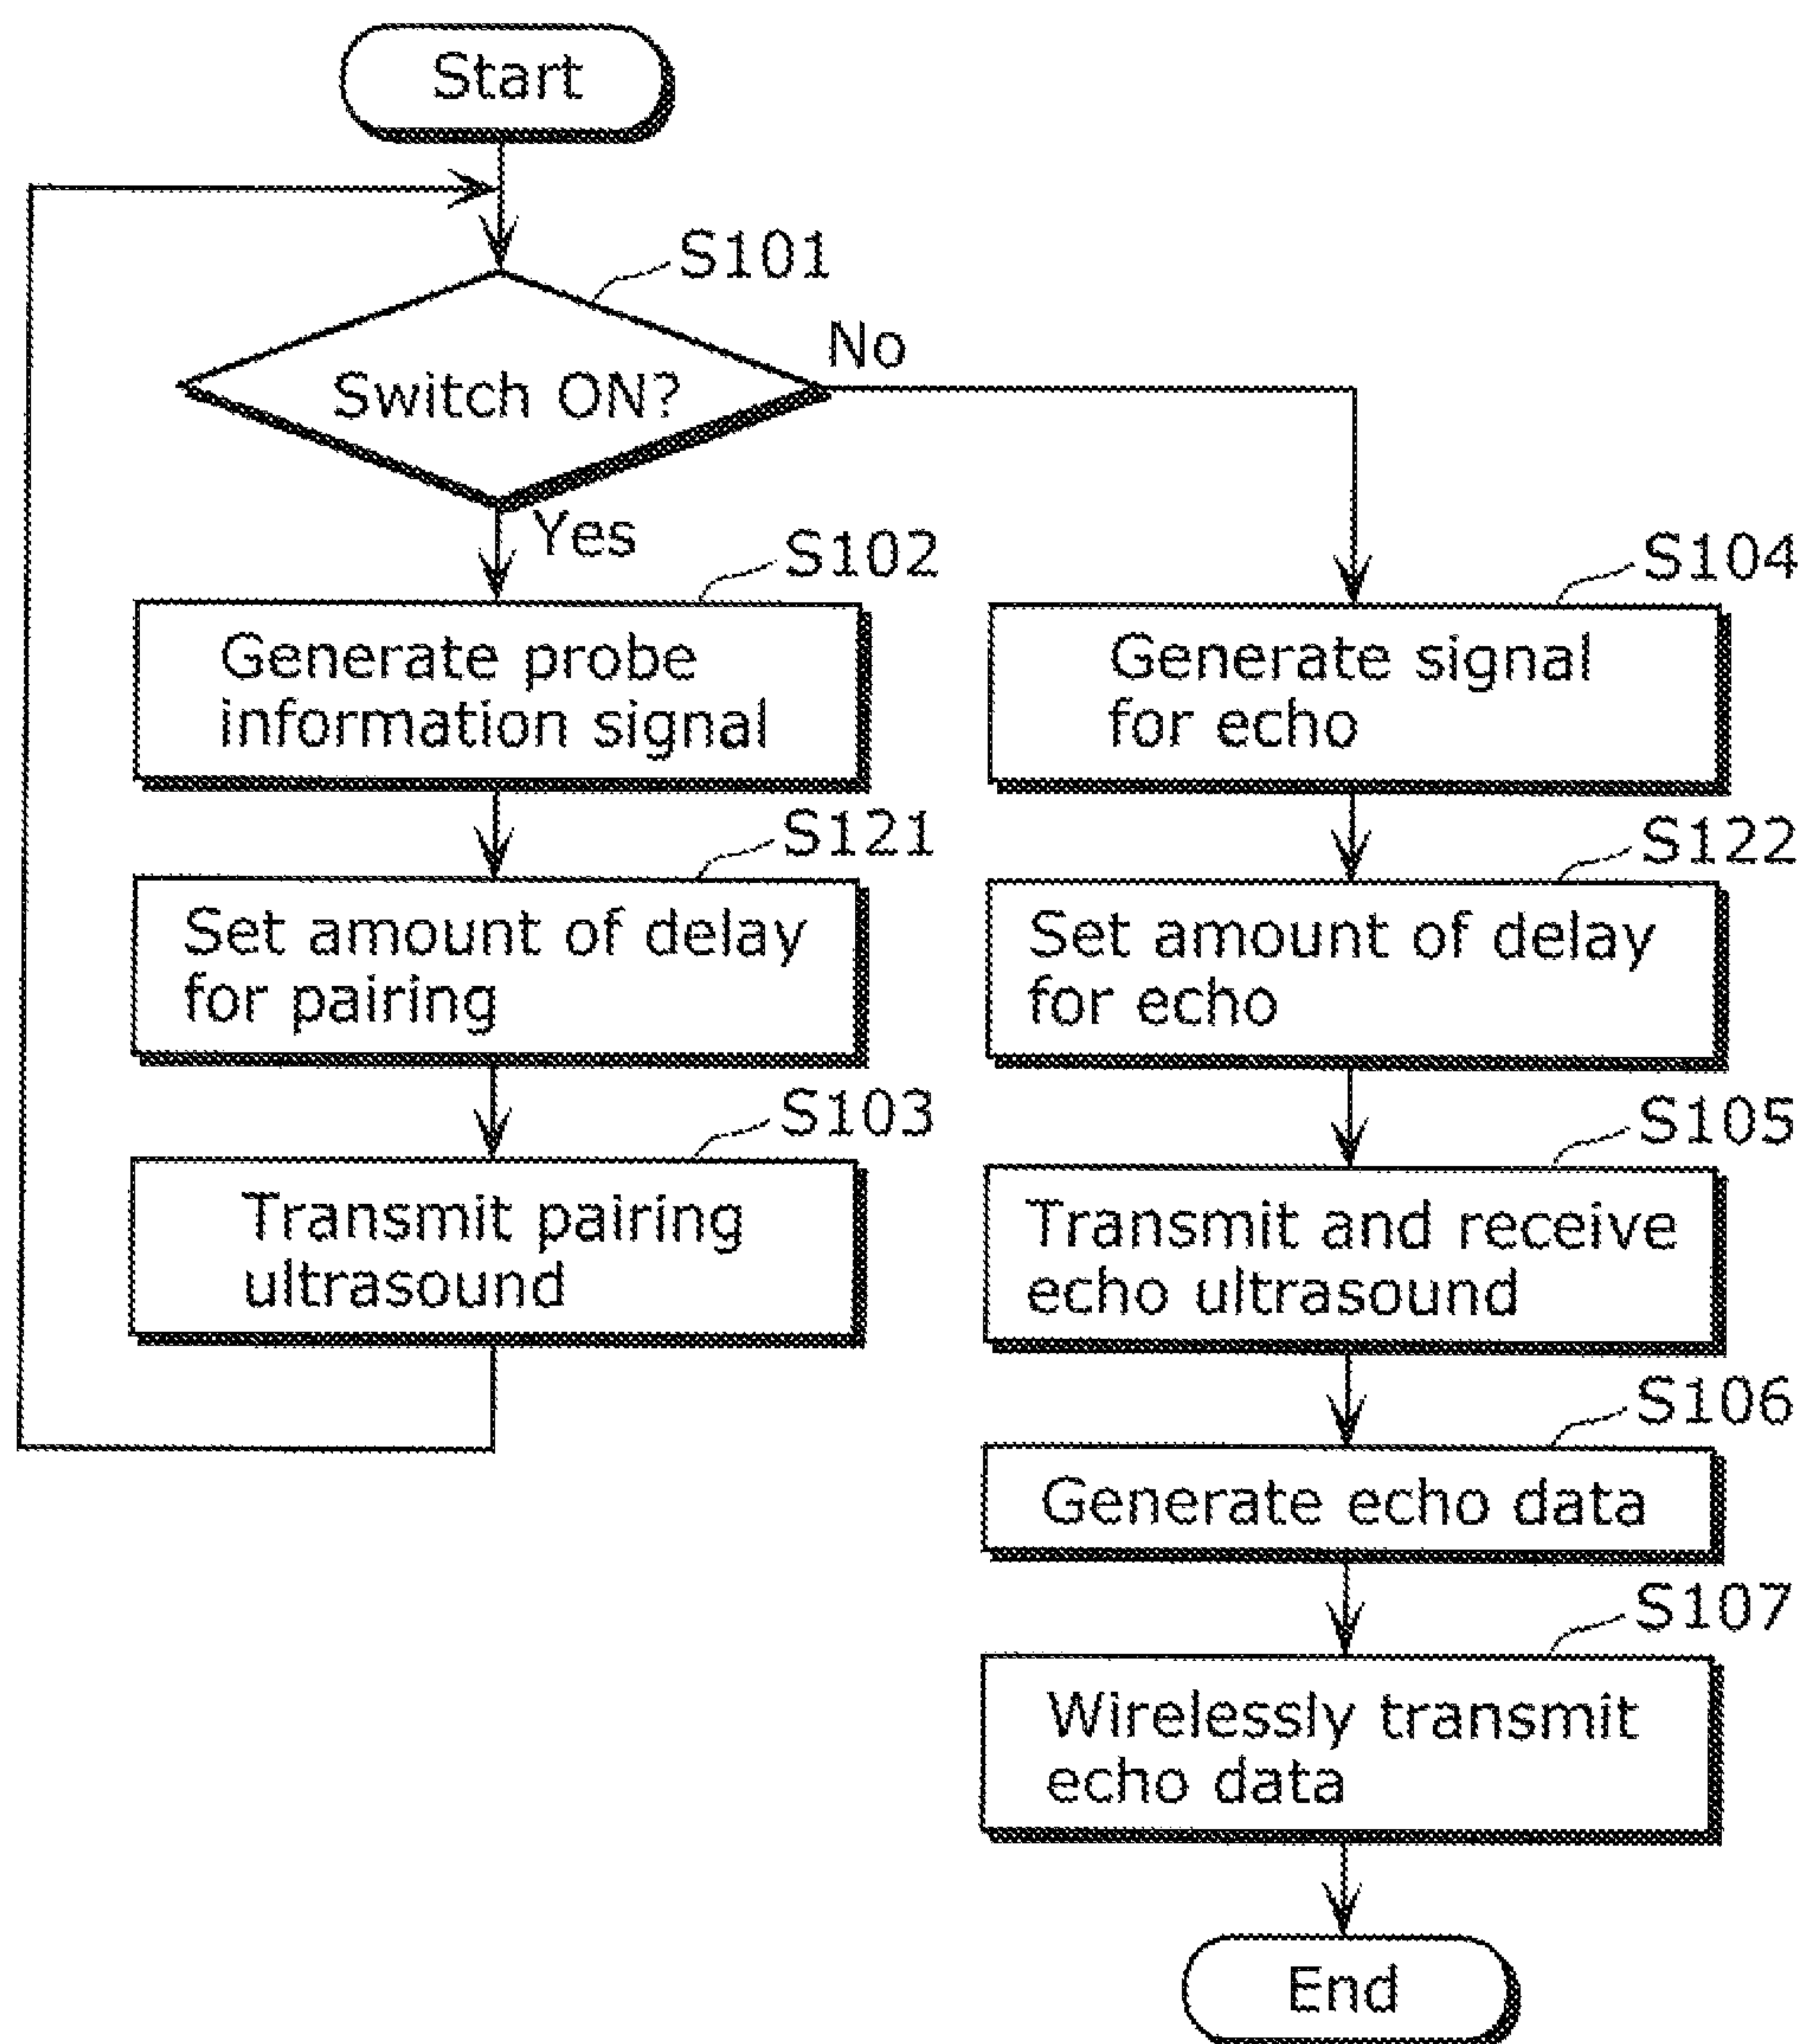 Start
S101
Switch ON?
No
Yes
S102
Generate probe
information signal
S121
Set amount of delay
for pairing
S103
Transmit pairing
ultrasound
S104
Generate signal
for echo
S122
Set amount of delay
for echo
S105
Transmit and receive
echo ultrasound
S106
Generate echo data
S107
Wirelessly transmit
echo data
End